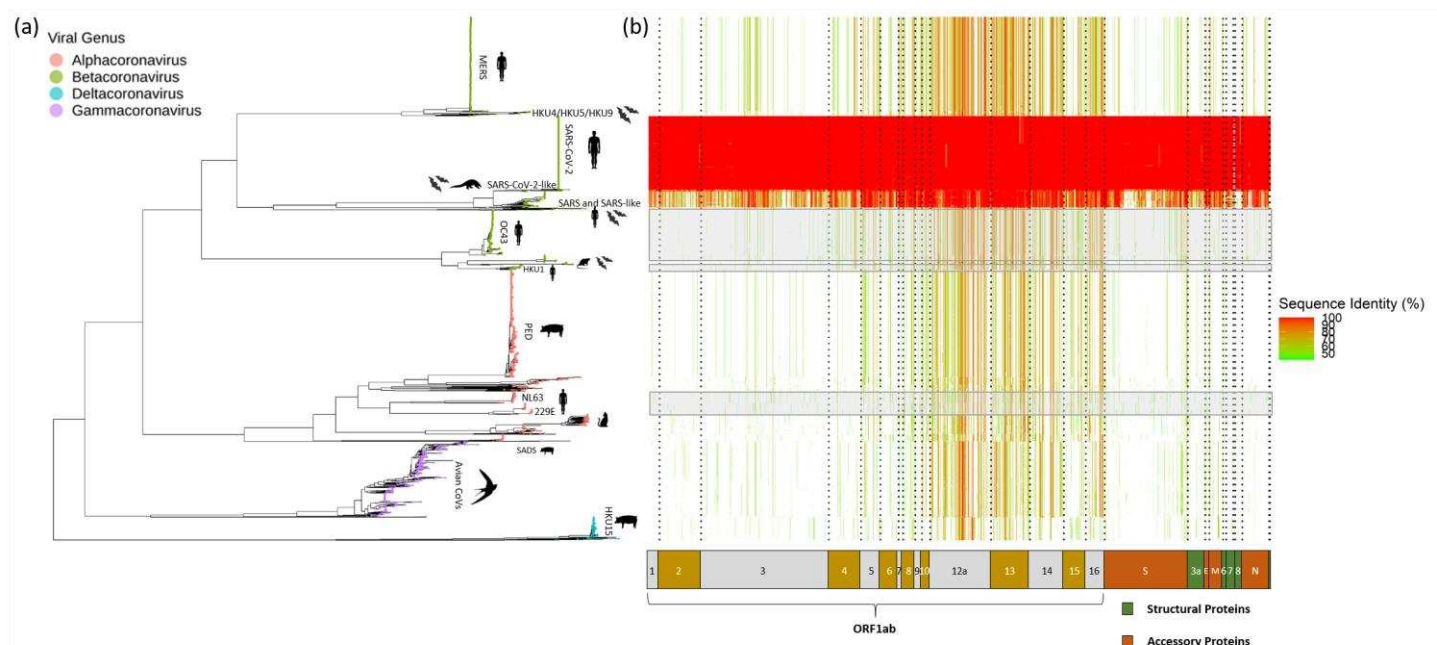 (a)
Viral Genus
Alphacoronavirus
Betacoronavirus
Deltacoronavirus
Gammacoronavirus
MERS
HKU4/HKU5/HKU9
SARS-CoV-2
SARS-CoV-2-like
SARS and SARS-like
OC43
HKU1
PED
NL63
229E
SADS
Avian CoVs
HKU15
(b)
Sequence Identity (%)
100
90
80
70
60
50
1 2 3 4 5 6 7 8 9 10 12a 13 14 15 16 S 3a E M 6 7 8 N
ORF1ab
Structural Proteins
Accessory Proteins